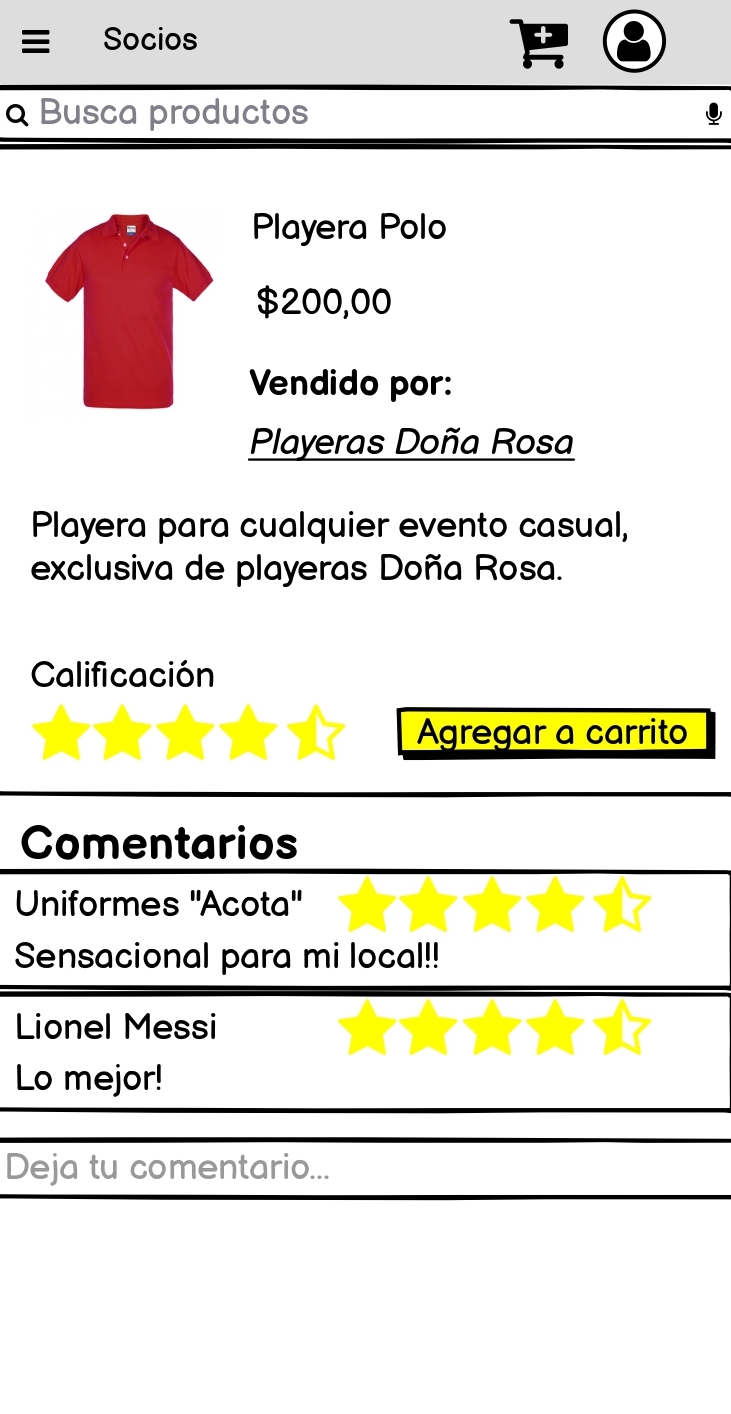 Socios
Busca productos
Playera Polo
$200,00
Vendido por:
Playeras Doña Rosa
Playera para cualquier evento casual,
exclusiva de playeras Doña Rosa.
Calificación
Agregar a carrito
Comentarios
Uniformes "Acota"
Sensacional para mi local!!
Lionel Messi
Lo mejor!
Deja tu comentario...